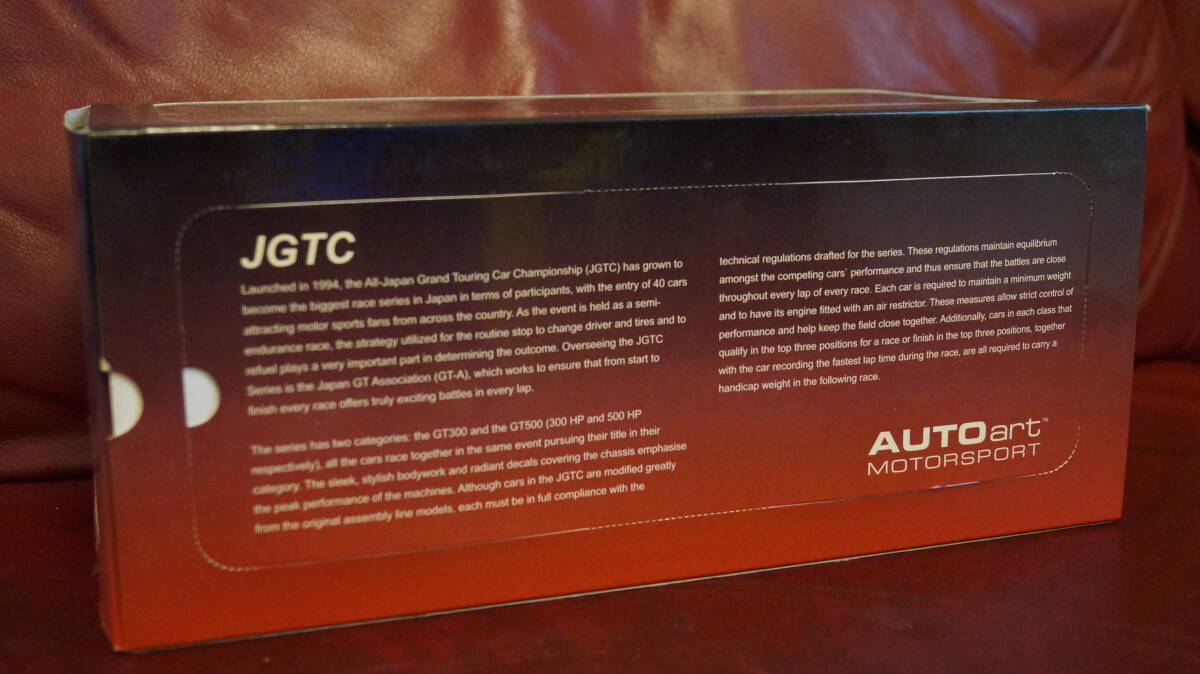 JGTC
Launched in 1994, the All-Japan Grand Touring Car Championship (JGTC) has grown to
become the biggest race series in Japan in terms of participants, with the entry of 40 cars
attracting motor sports fans from across the country. As the event is held as a semi-
endurance race, the strategy utilized for the routine stop to change driver and tires and to
refuel plays a very important part in determining the outcome. Overseeing the JGTC
Series is the Japan GT Association (GT-A), which works to ensure that from start to
finish every race offers truly exciting battles in every lap.
The series has two categories: the GT300 and the GT500 (300 HP and 500 HP
respectively), all the cars race together in the same event pursuing their title in their
category. The sleek, stylish bodywork and radiant decals covering the chassis emphasise
the peak performance of the machines. Although cars in the JGTC are modified greatly
from the original assembly line models, each must be in full compliance with the
technical regulations drafted for the series. These regulations maintain equilibrium
amongst the competing cars' performance and thus ensure that the battles are close
throughout every lap of every race. Each car is required to maintain a minimum weight
and to have its engine fitted with an air restrictor. These measures allow strict control of
performance and help keep the field close together. Additionally, cars in each class that
qualify in the top three positions for a race or finish in the top three positions, together
with the car recording the fastest lap time during the race, are all required to carry a
handicap weight in the following race.
AUTOart™
MOTORSPORT